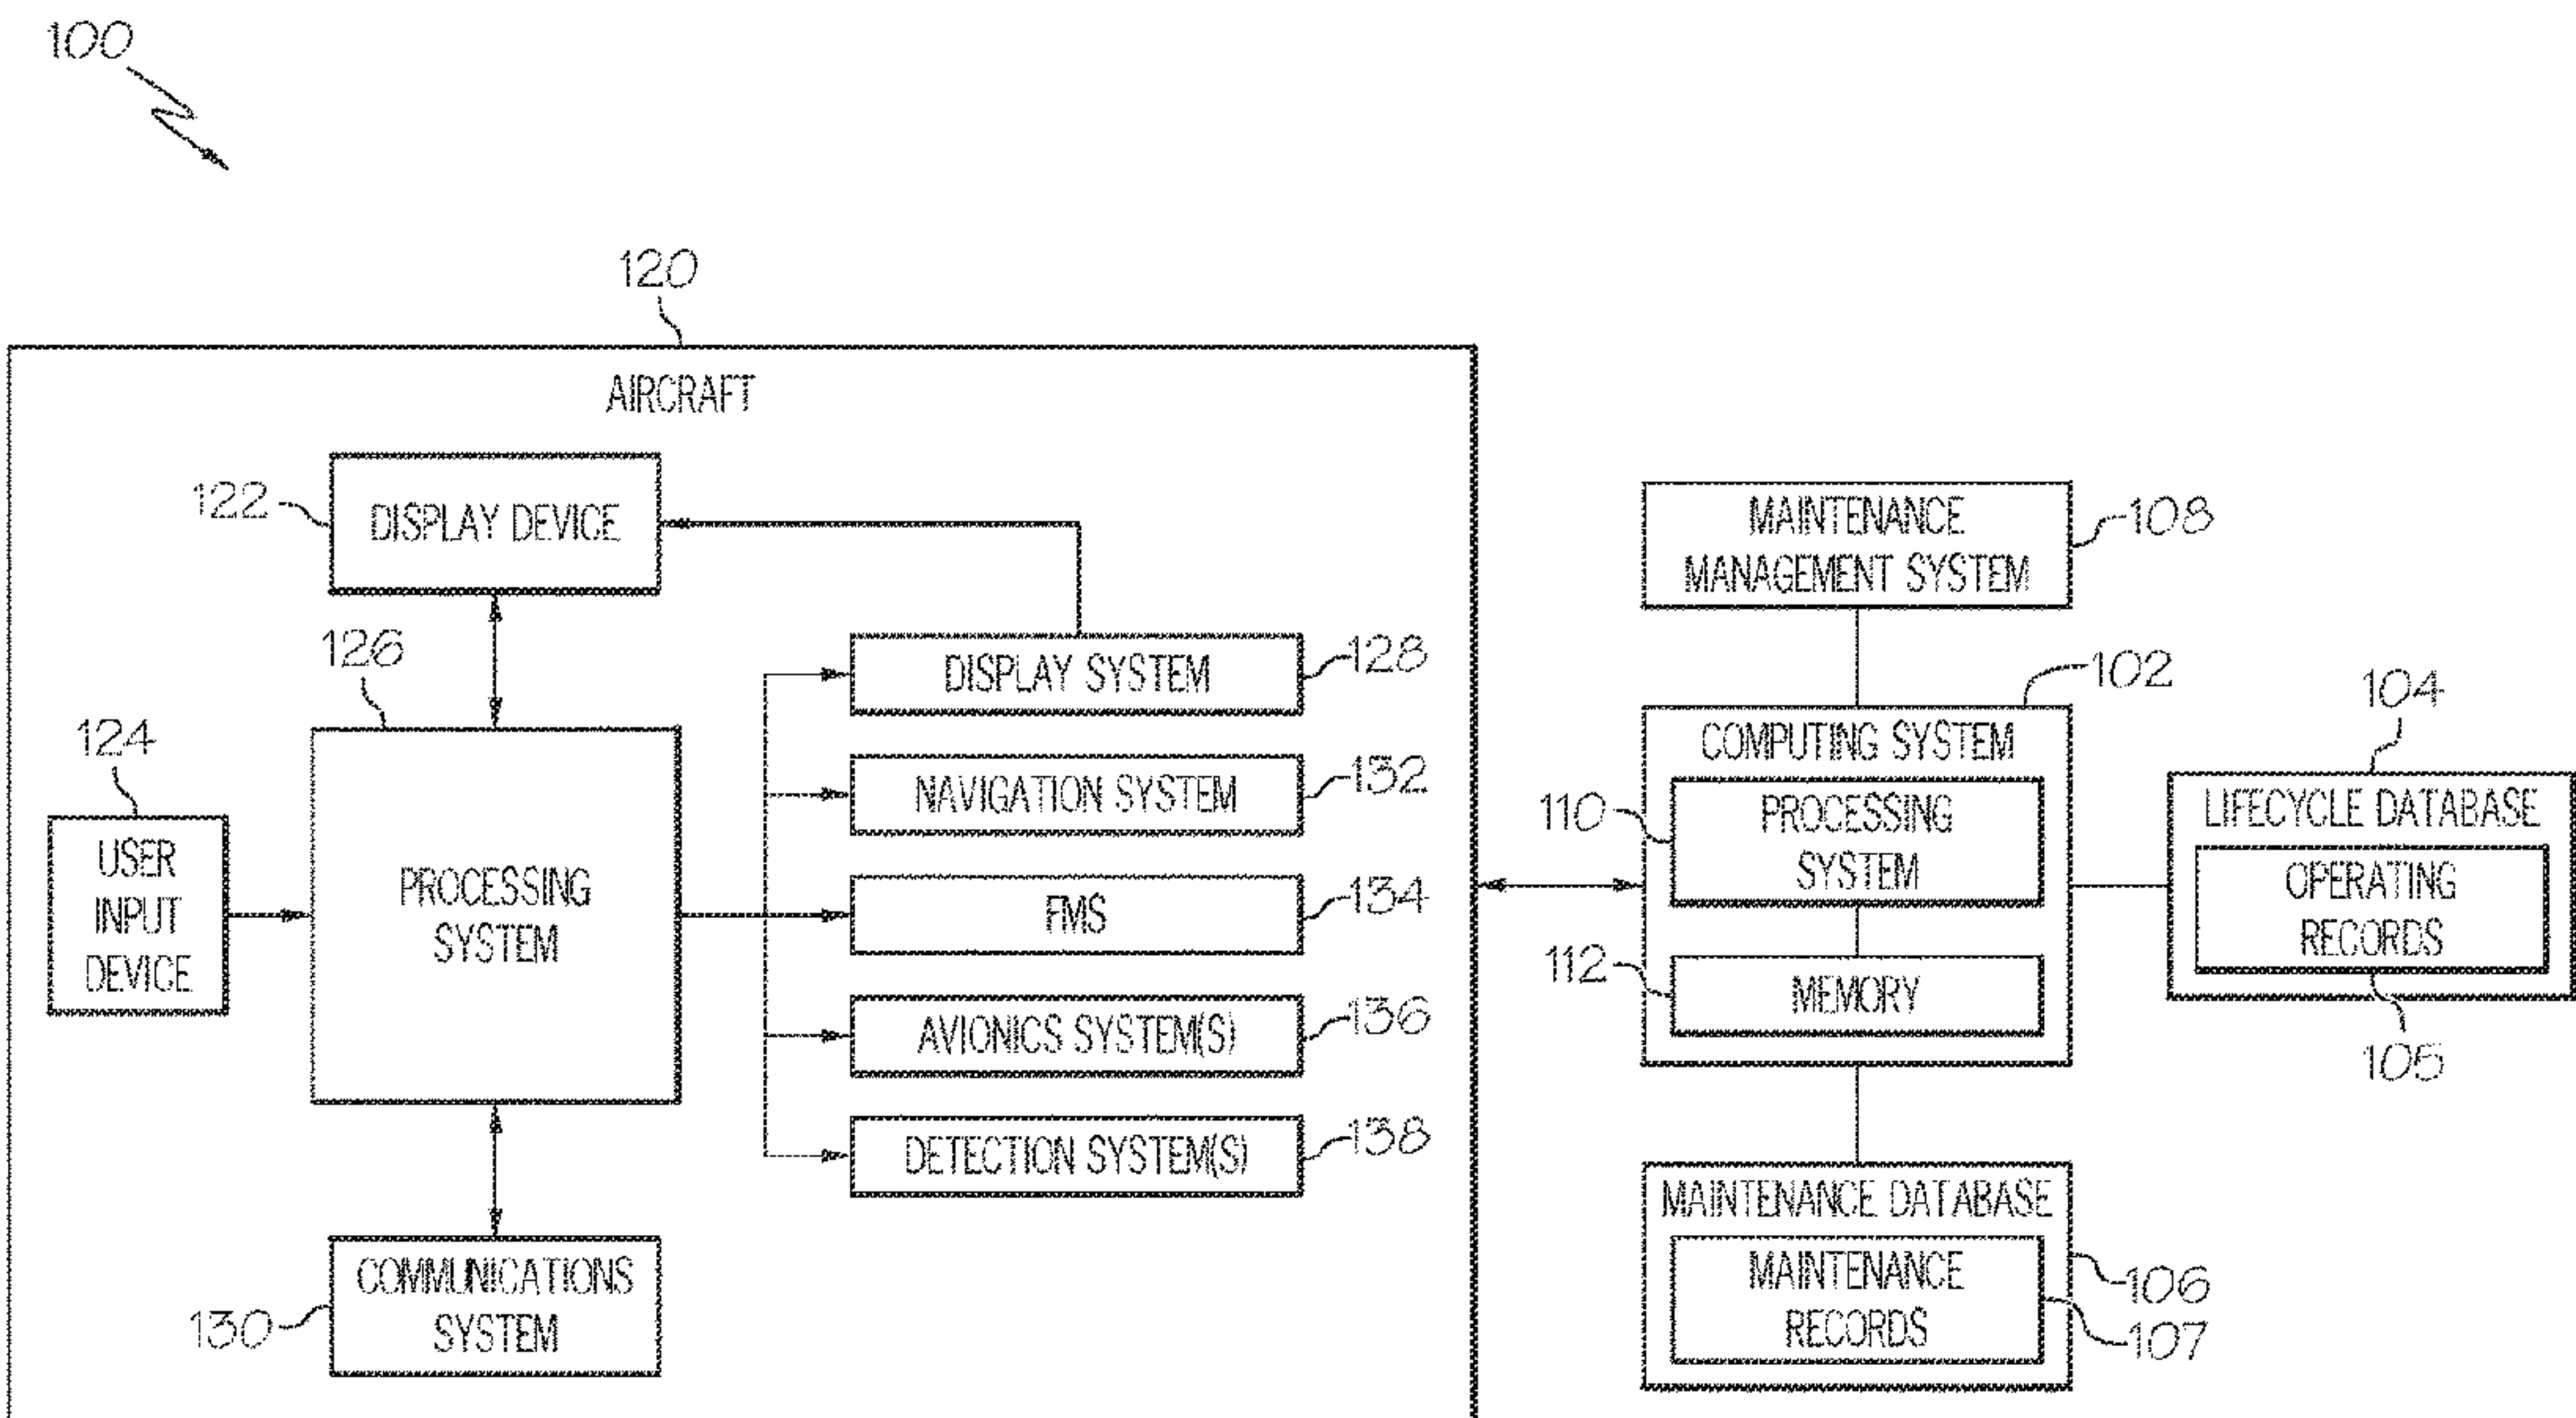 100
120
AIRCRAFT
122
DISPLAY DEVICE
126
124
USER
INPUT
DEVICE
PROCESSING
SYSTEM
DISPLAY SYSTEM
128
NAVIGATION SYSTEM
132
FMS
134
AVIONICS SYSTEM(S)
136
DETECTION SYSTEM(S)
138
COMMUNICATIONS
SYSTEM
130
MAINTENANCE
MANAGEMENT SYSTEM
108
102
COMPUTING SYSTEM
110
PROCESSING
SYSTEM
112
MEMORY
104
LIFECYCLE DATABASE
OPERATING
RECORDS
105
MAINTENANCE DATABASE
106
MAINTENANCE
RECORDS
107